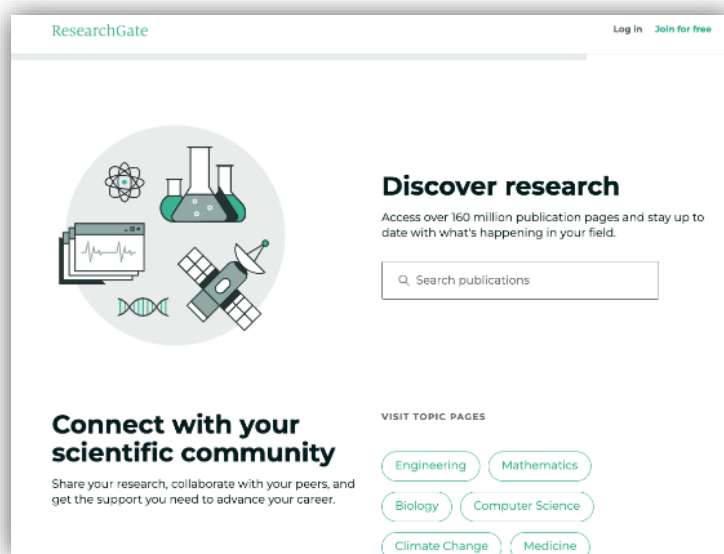 ResearchGate
Log in Join for free
Discover research
Access over 160 million publication pages and stay up to
date with what's happening in your field.
Search publications
Connect with your
scientific community
Share your research, collaborate with your peers, and
get the support you need to advance your career.
VISIT TOPIC PAGES
Engineering Mathematics
Biology Computer Science
Climate Change Medicine